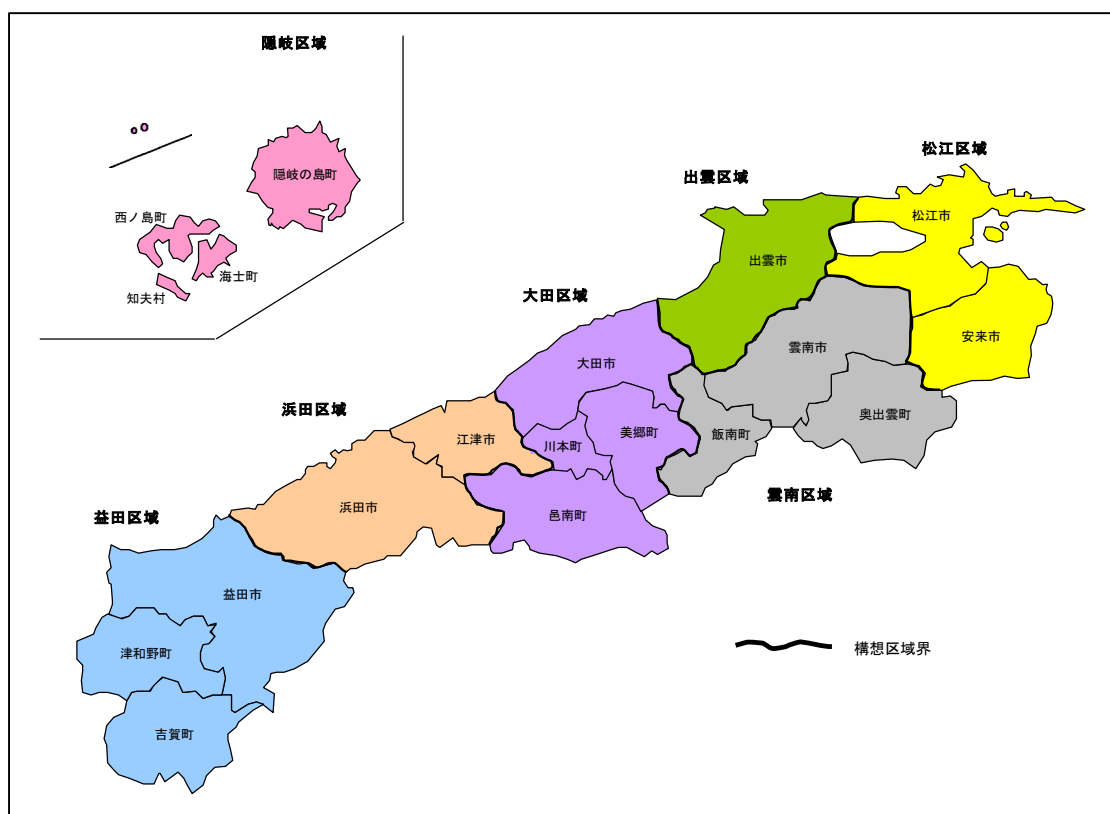 隠岐区域
隠岐の島町
西ノ島町
海士町
知夫村
松江区域
出雲区域
松江市
出雲市
大田区域
安来市
雲南市
大田市
浜田区域
奥出雲町
美郷町
飯南町
江津市
川本町
雲南区域
浜田市
邑南町
益田区域
益田市
津和野町
構想区域界
吉賀町